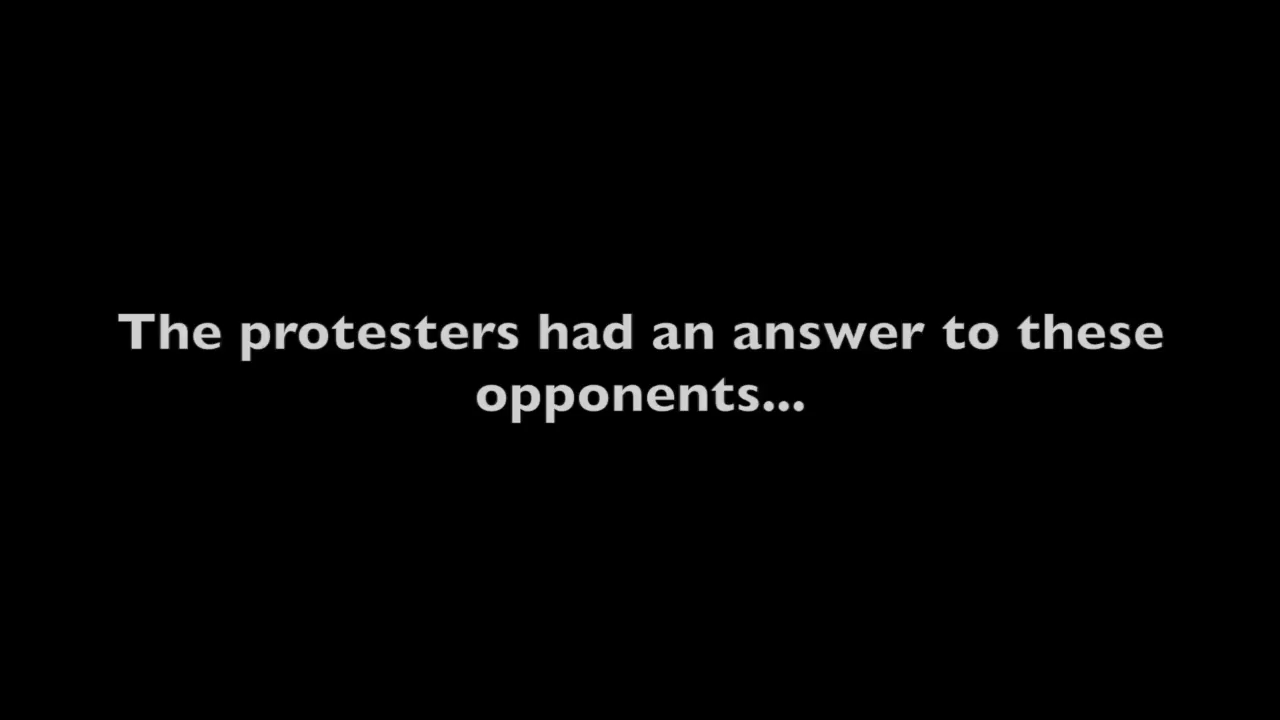 The protesters had an answer to these
opponents...